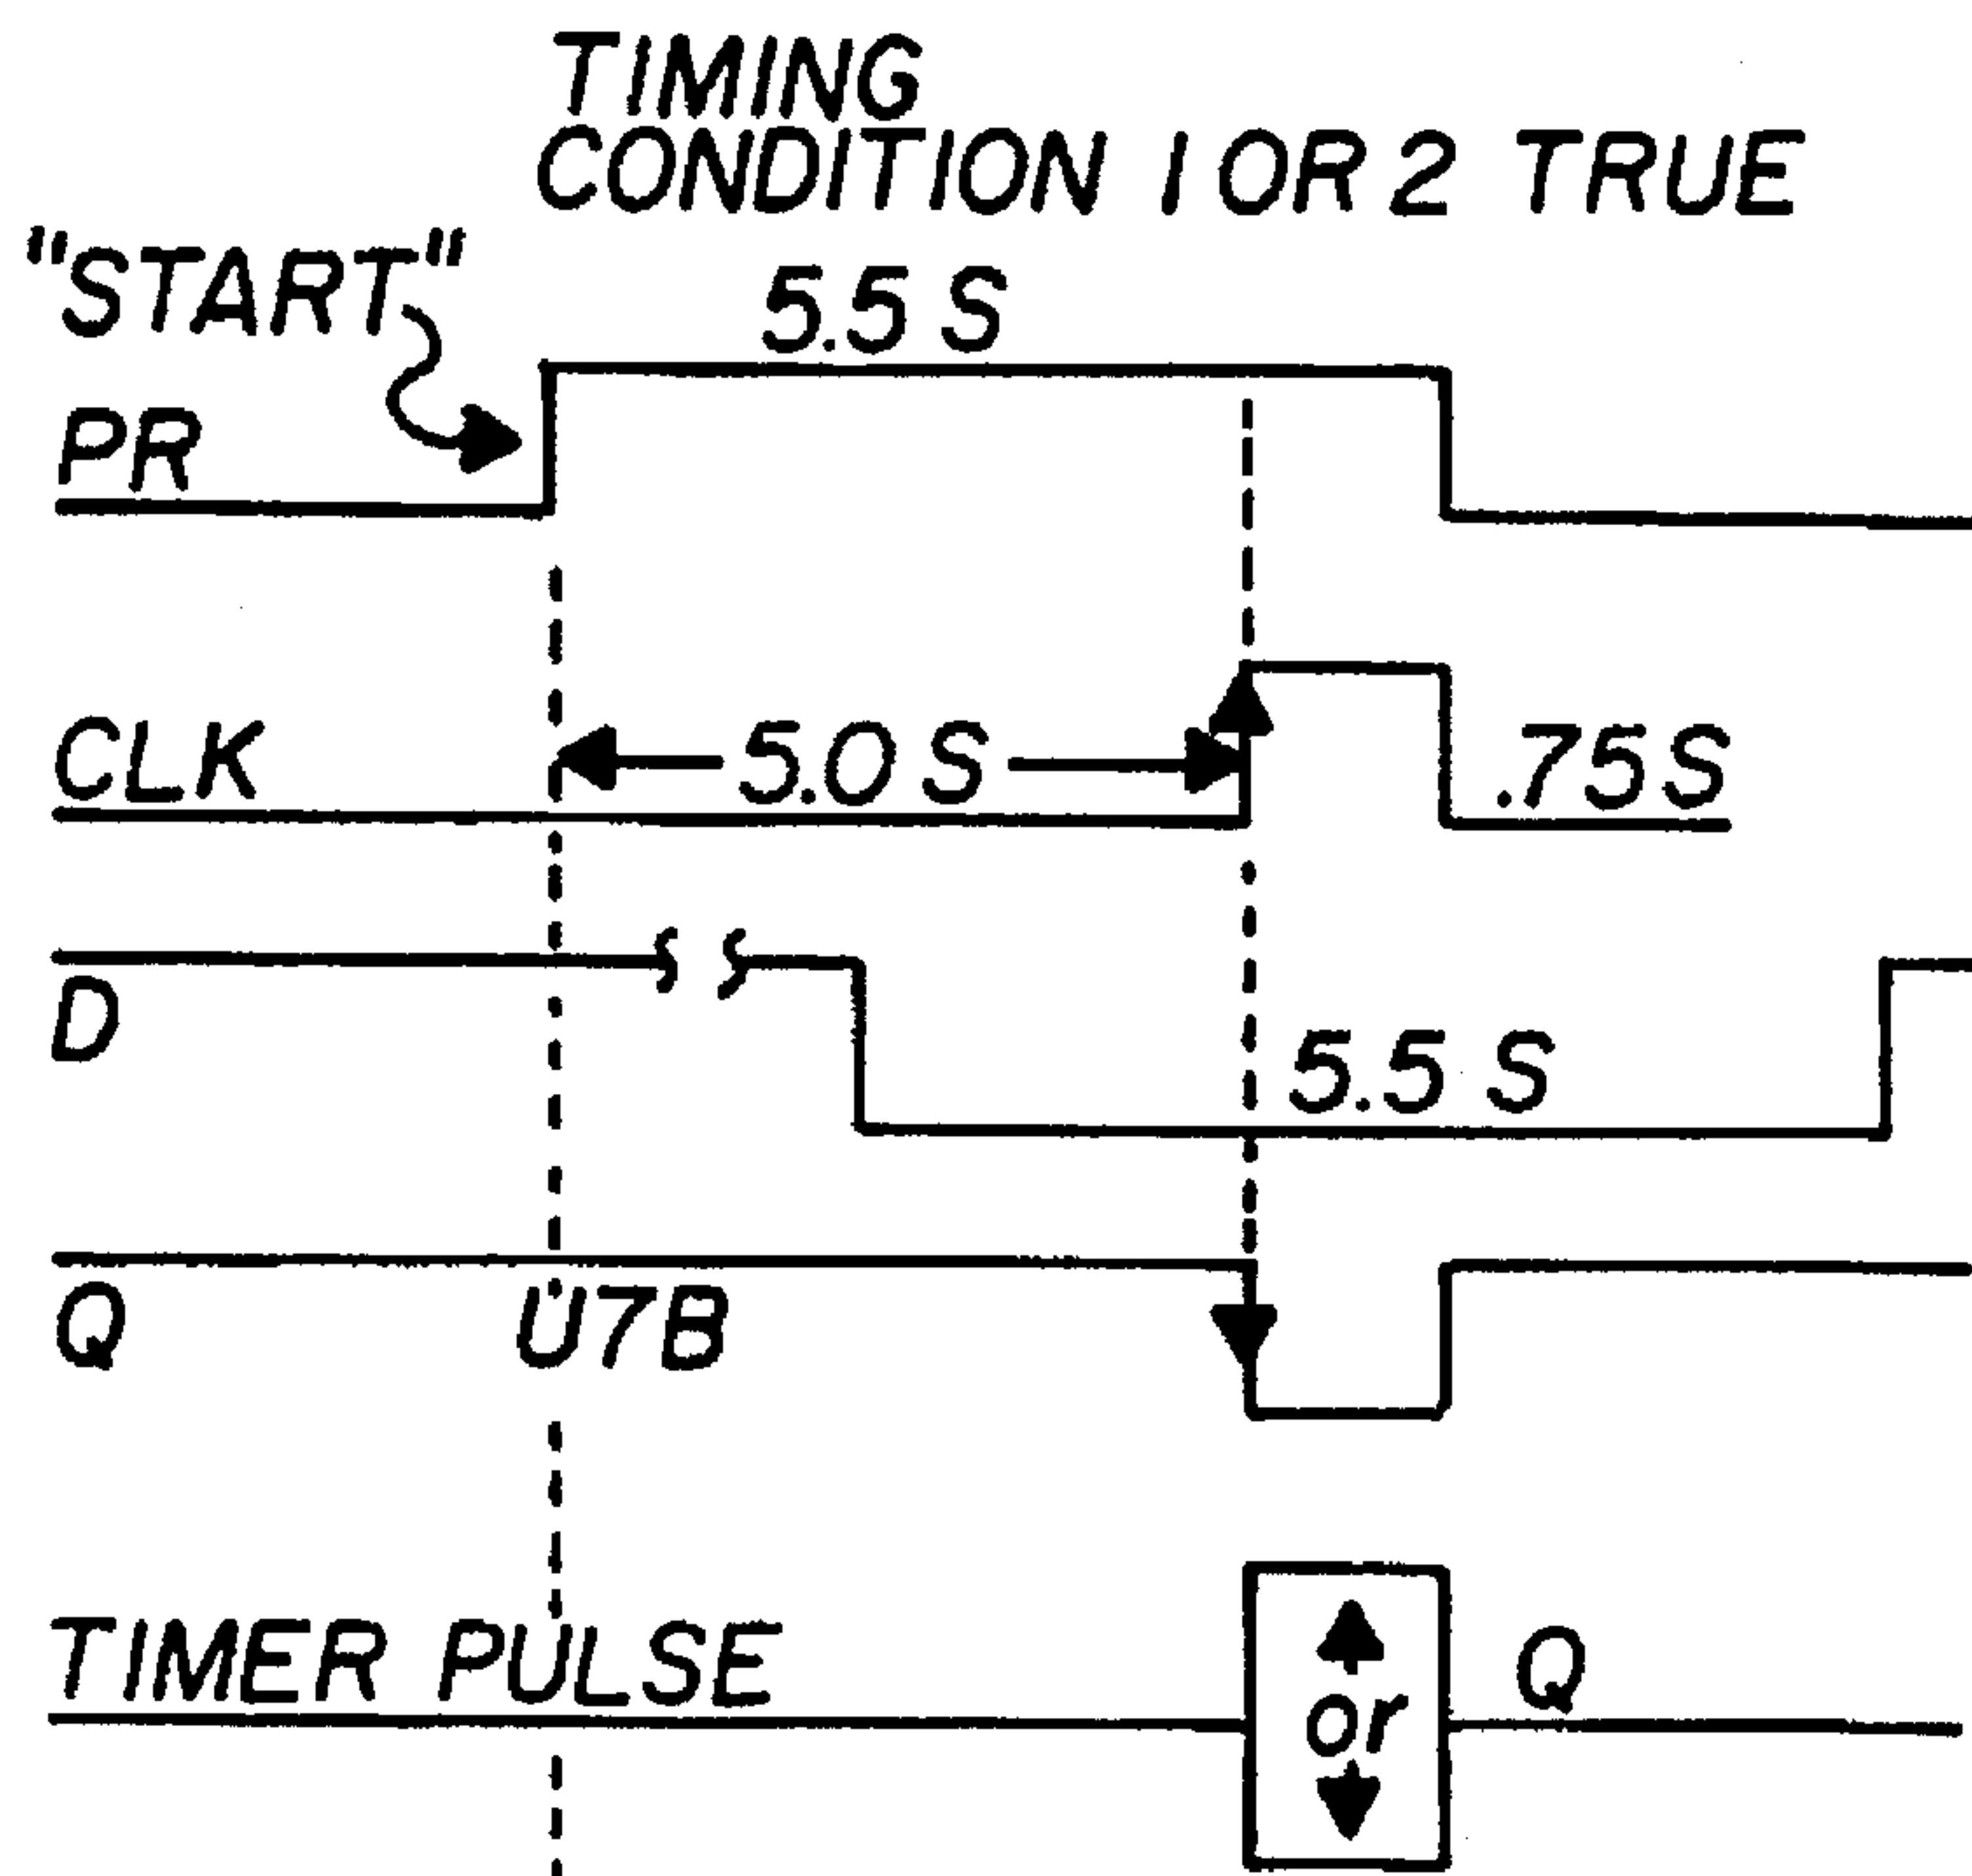 TIMING
CONDITION 1 OR 2 TRUE
"START"
5.5 S
PR
CLK
5.0 S
.75S
D
5.5 S
Q
U7B
TIMER PULSE
or
Q